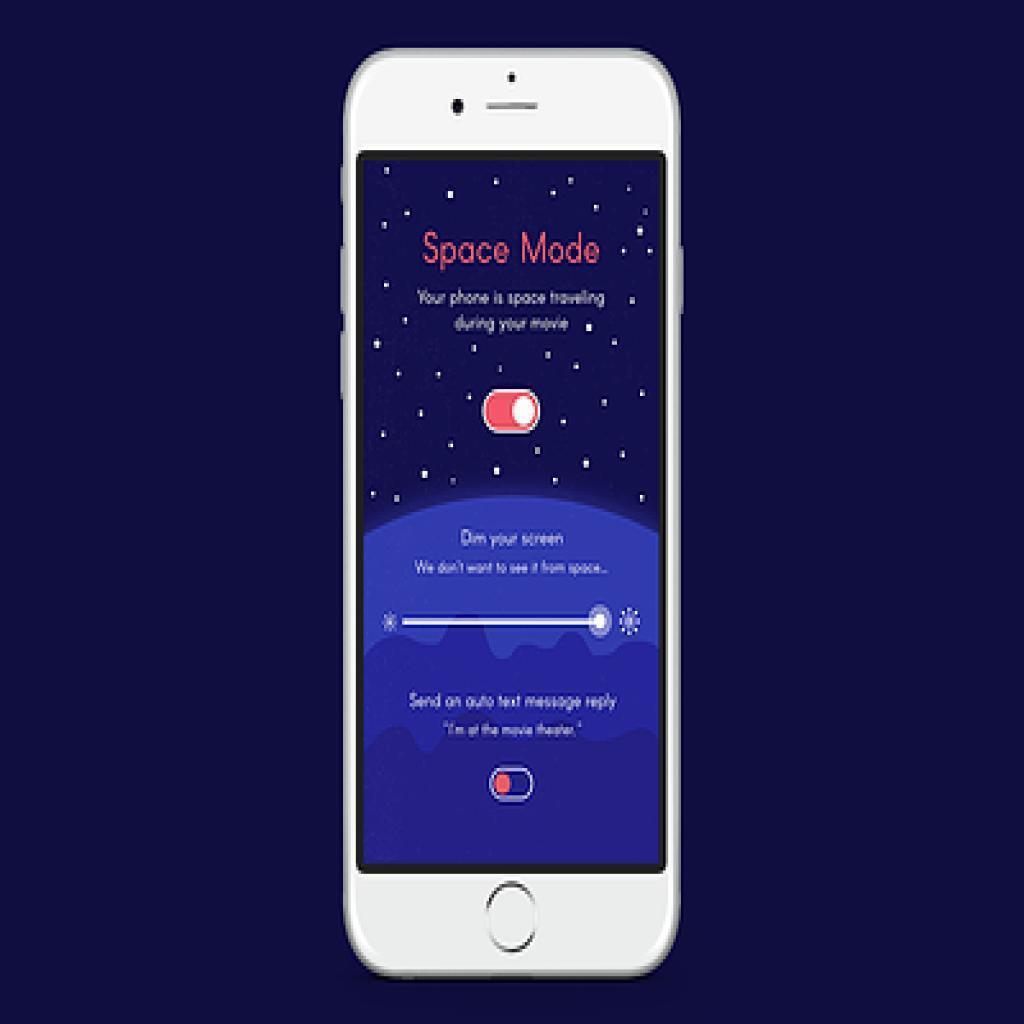 Space Mode
Your phone is space traveling
during your movie
Dim your screen
We don't want to see it from space...
Send an auto text message reply
"I'm at the movie theater."